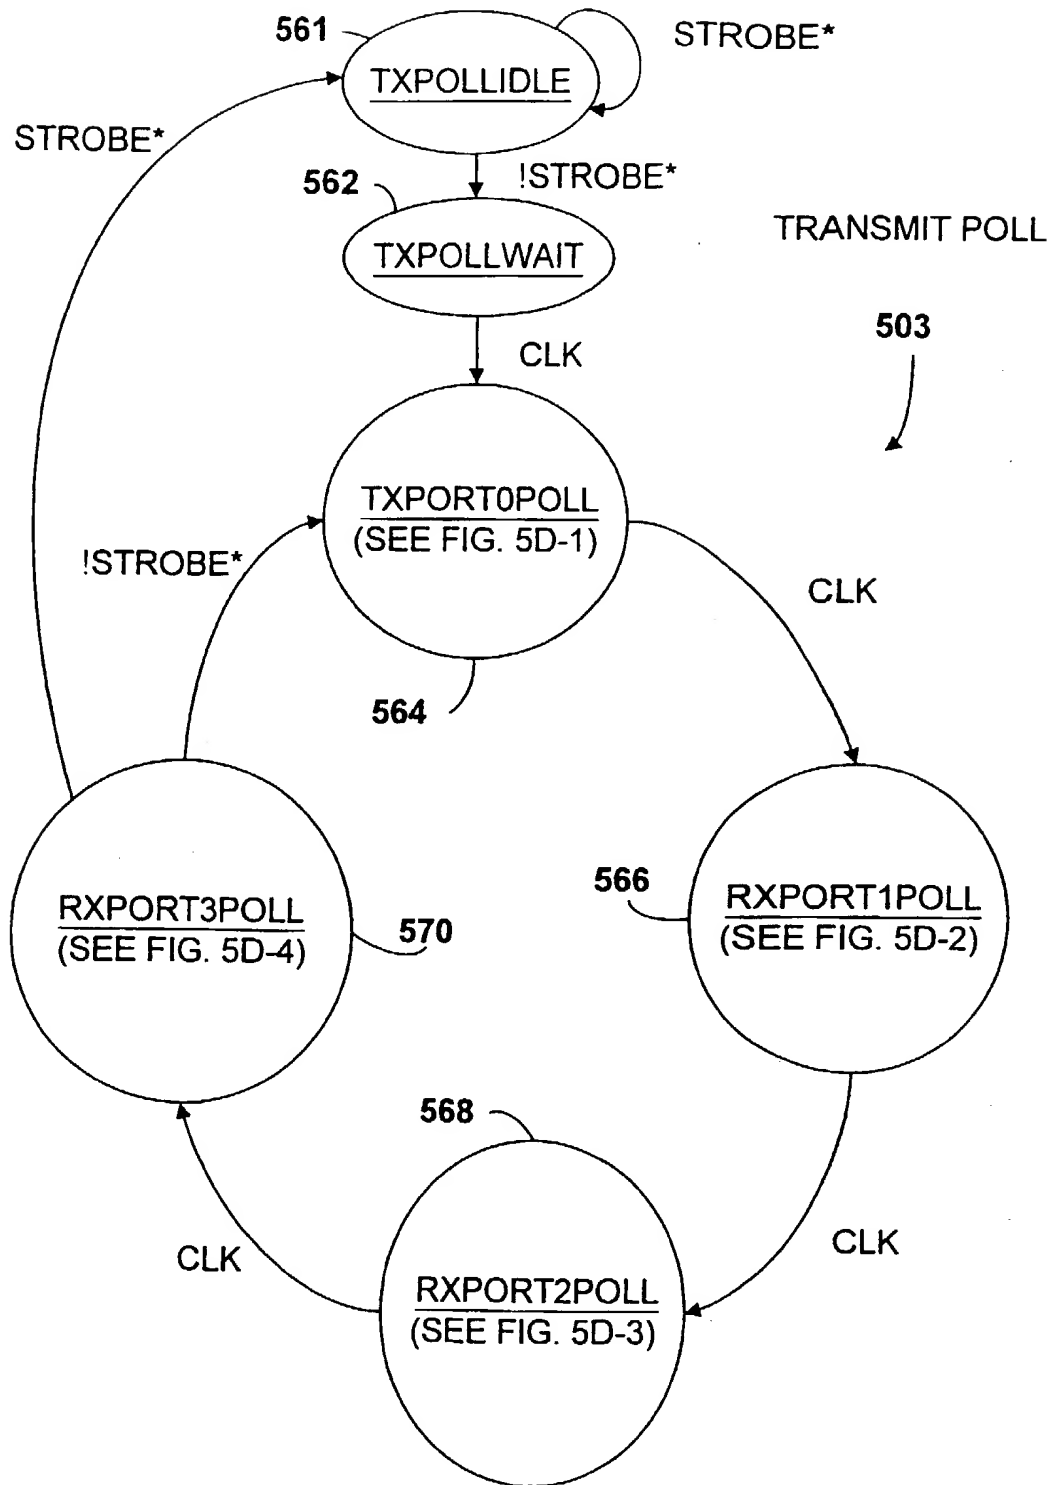 561
STROBE*
TXPOLLIDLE
STROBE*
!STROBE*
562
TXPOLLWAIT
TRANSMIT POLL
503
CLK
TXPORT0POLL
(SEE FIG. 5D-1)
!STROBE*
CLK
564
566
RXPORT1POLL
(SEE FIG. 5D-2)
RXPORT3POLL
(SEE FIG. 5D-4)
570
568
CLK
CLK
RXPORT2POLL
(SEE FIG. 5D-3)